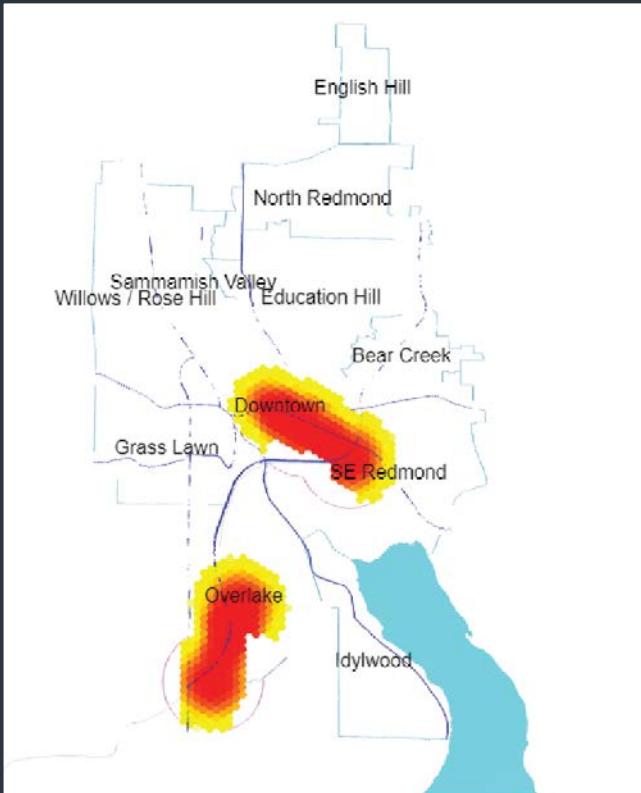 English Hill
North Redmond
Sammamish Valley
Willows / Rose Hill
Education Hill
Bear Creek
Downtown
Grass Lawn
SE Redmond
Overlake
Idylwood